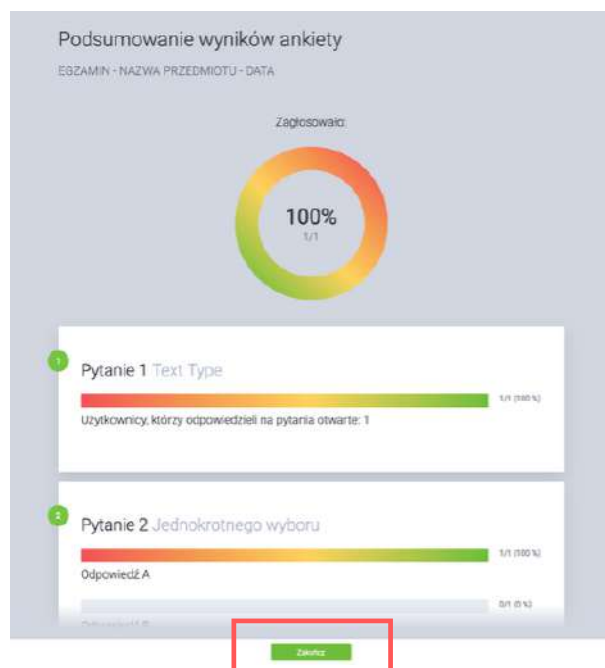 Podsumowanie wyników ankiety
EGZAMIN - NAZWA PRZEDMIOTU - DATA
Zagłosowało:
100%
1/1
1
Pytanie 1 Text Type
1/1 (100 %)
Użytkownicy, którzy odpowiedzieli na pytania otwarte: 1
2
Pytanie 2 Jednokrotnego wyboru
1/1 (100 %)
Odpowiedź A
0/1 (0 %)
Zakończ